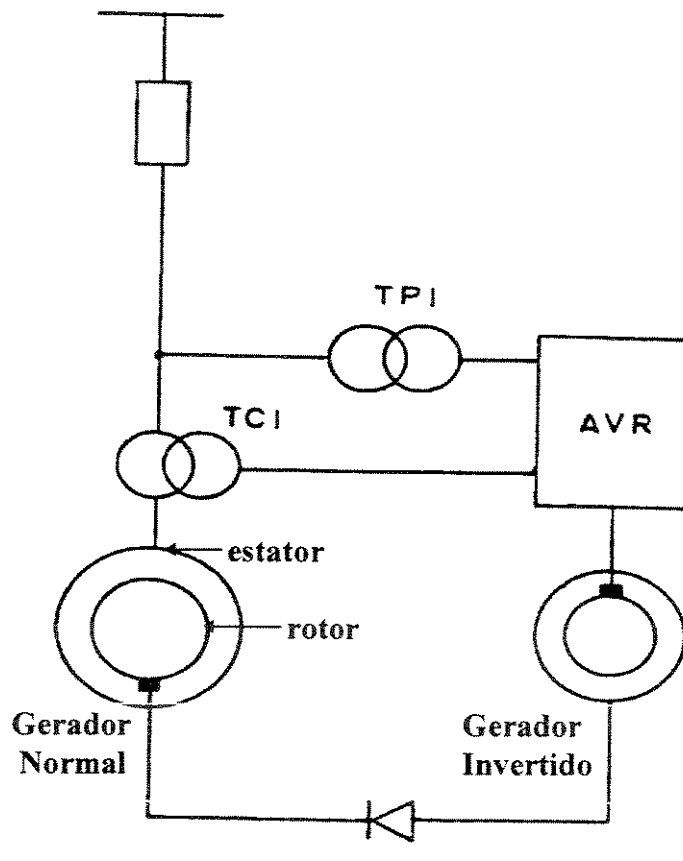 TP1
TC1
AVR
estator
rotor
Gerador
Normal
Gerador
Invertido